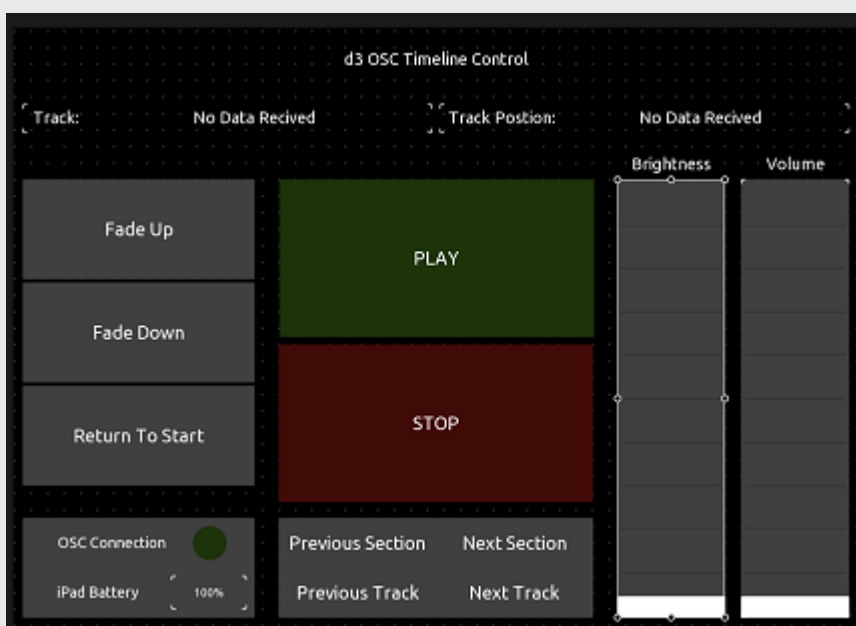 d3 OSC Timeline Control
Track: No Data Recived Track Postion: No Data Recived
Brightness Volume
Fade Up
PLAY
Fade Down
STOP
Return To Start
OSC Connection
Previous Section Next Section
iPad Battery 100%
Previous Track Next Track